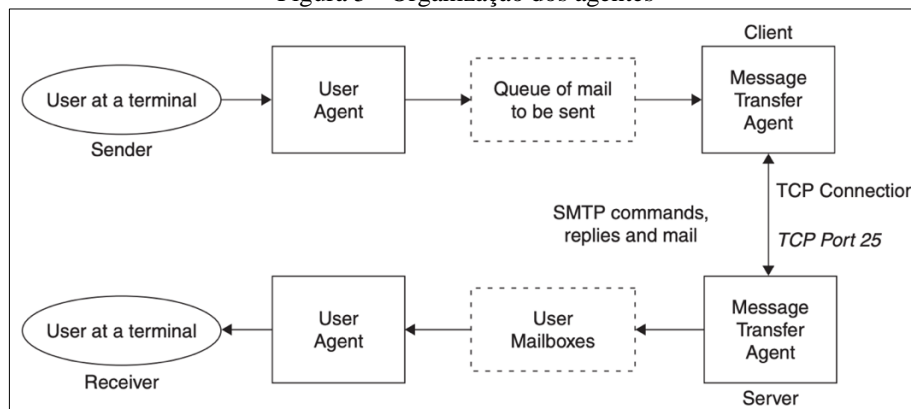 Figura 3 – Organização dos agentes
Client
User at a terminal
Sender
User
Agent
Queue of mail
to be sent
Message
Transfer
Agent
SMTP commands,
replies and mail
TCP Connection
TCP Port 25
User at a terminal
Receiver
User
Agent
User
Mailboxes
Message
Transfer
Agent
Server